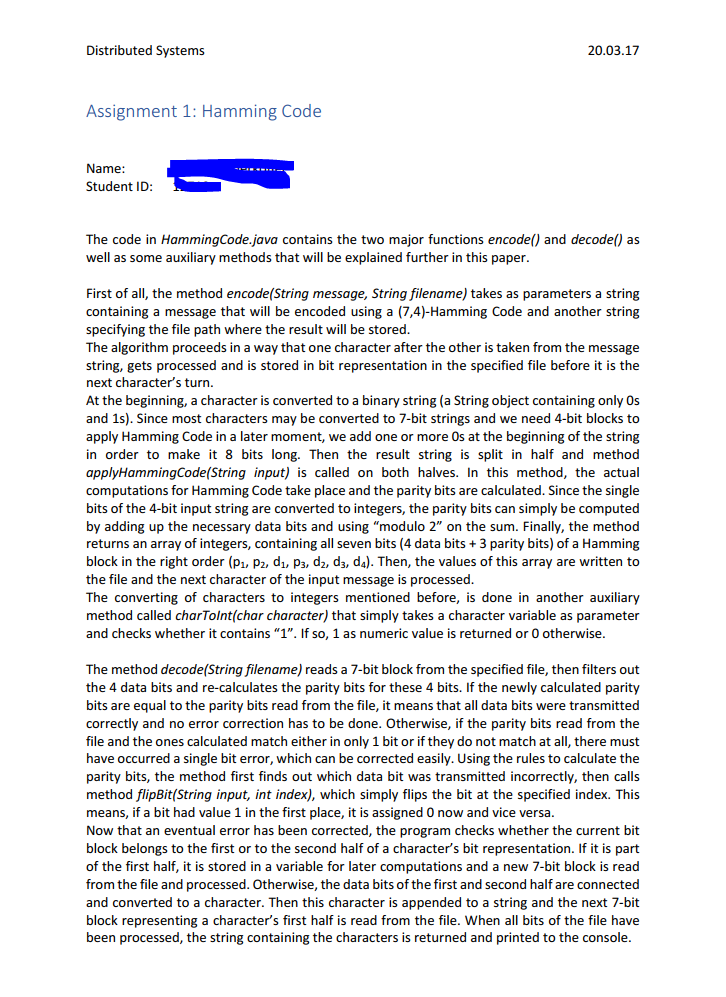 Distributed Systems 20.03.17
Assignment 1: Hamming Code
Name:
Student ID:
The code in HammingCode.java contains the two major functions encode() and decode() as
well as some auxiliary methods that will be explained further in this paper.
First of all, the method encode(String message, String filename) takes as parameters a string
containing a message that will be encoded using a (7,4)-Hamming Code and another string
specifying the file path where the result will be stored.
The algorithm proceeds in a way that one character after the other is taken from the message
string, gets processed and is stored in bit representation in the specified file before it is the
next character’s turn.
At the beginning, a character is converted to a binary string (a String object containing only 0s
and 1s). Since most characters may be converted to 7-bit strings and we need 4-bit blocks to
apply Hamming Code in a later moment, we add one or more 0s at the beginning of the string
in order to make it 8 bits long. Then the result string is split in half and method
applyHammingCode(String input) is called on both halves. In this method, the actual
computations for Hamming Code take place and the parity bits are calculated. Since the single
bits of the 4-bit input string are converted to integers, the parity bits can simply be computed
by adding up the necessary data bits and using “modulo 2” on the sum. Finally, the method
returns an array of integers, containing all seven bits (4 data bits + 3 parity bits) of a Hamming
block in the right order (p₁, p₂, d₁, p₃, d₂, d₃, d₄). Then, the values of this array are written to
the file and the next character of the input message is processed.
The converting of characters to integers mentioned before, is done in another auxiliary
method called charToInt(char character) that simply takes a character variable as parameter
and checks whether it contains “1”. If so, 1 as numeric value is returned or 0 otherwise.
The method decode(String filename) reads a 7-bit block from the specified file, then filters out
the 4 data bits and re-calculates the parity bits for these 4 bits. If the newly calculated parity
bits are equal to the parity bits read from the file, it means that all data bits were transmitted
correctly and no error correction has to be done. Otherwise, if the parity bits read from the
file and the ones calculated match either in only 1 bit or if they do not match at all, there must
have occurred a single bit error, which can be corrected easily. Using the rules to calculate the
parity bits, the method first finds out which data bit was transmitted incorrectly, then calls
method flipBit(String input, int index), which simply flips the bit at the specified index. This
means, if a bit had value 1 in the first place, it is assigned 0 now and vice versa.
Now that an eventual error has been corrected, the program checks whether the current bit
block belongs to the first or to the second half of a character’s bit representation. If it is part
of the first half, it is stored in a variable for later computations and a new 7-bit block is read
from the file and processed. Otherwise, the data bits of the first and second half are connected
and converted to a character. Then this character is appended to a string and the next 7-bit
block representing a character’s first half is read from the file. When all bits of the file have
been processed, the string containing the characters is returned and printed to the console.